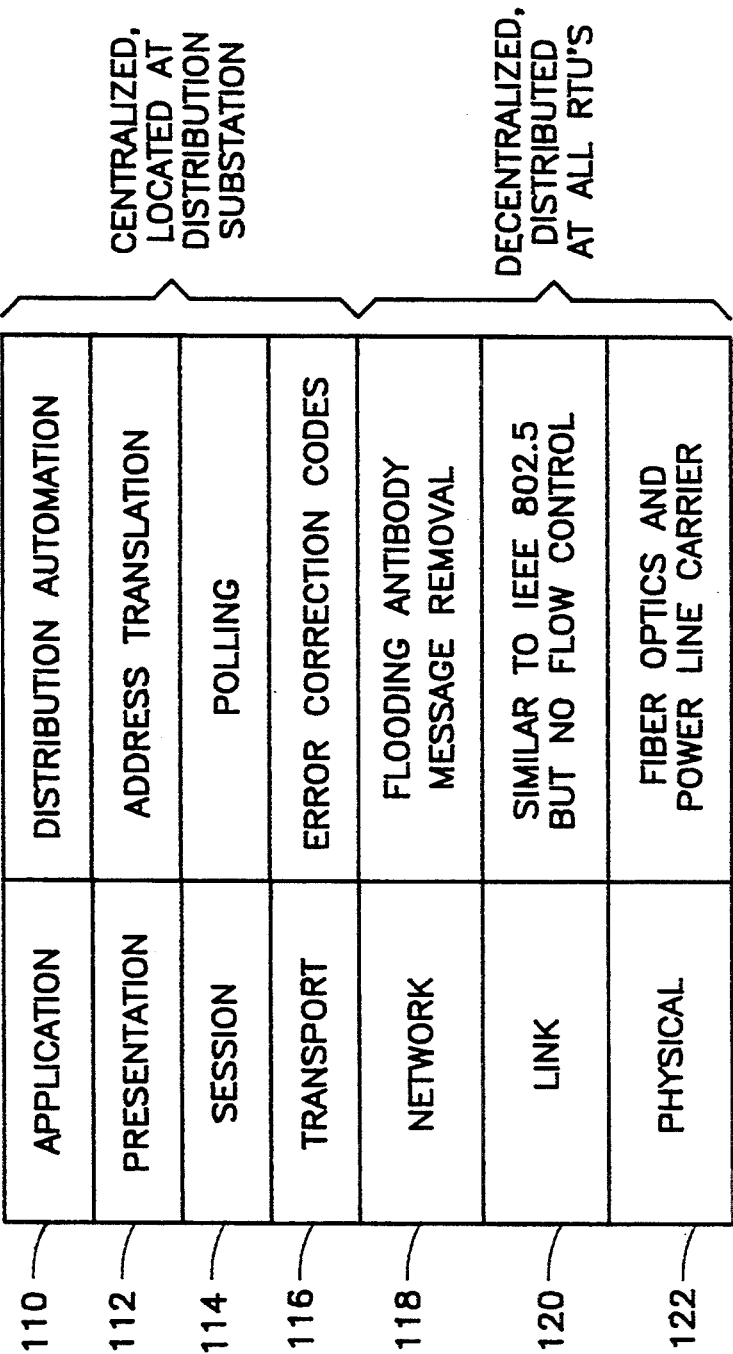 110
APPLICATION
DISTRIBUTION AUTOMATION
112
PRESENTATION
ADDRESS TRANSLATION
114
SESSION
POLLING
116
TRANSPORT
ERROR CORRECTION CODES
CENTRALIZED,
LOCATED AT
DISTRIBUTION
SUBSTATION
118
NETWORK
FLOODING ANTIBODY
MESSAGE REMOVAL
120
LINK
SIMILAR TO IEEE 802.5
BUT NO FLOW CONTROL
122
PHYSICAL
FIBER OPTICS AND
POWER LINE CARRIER
DECENTRALIZED,
DISTRIBUTED
AT ALL RTU'S